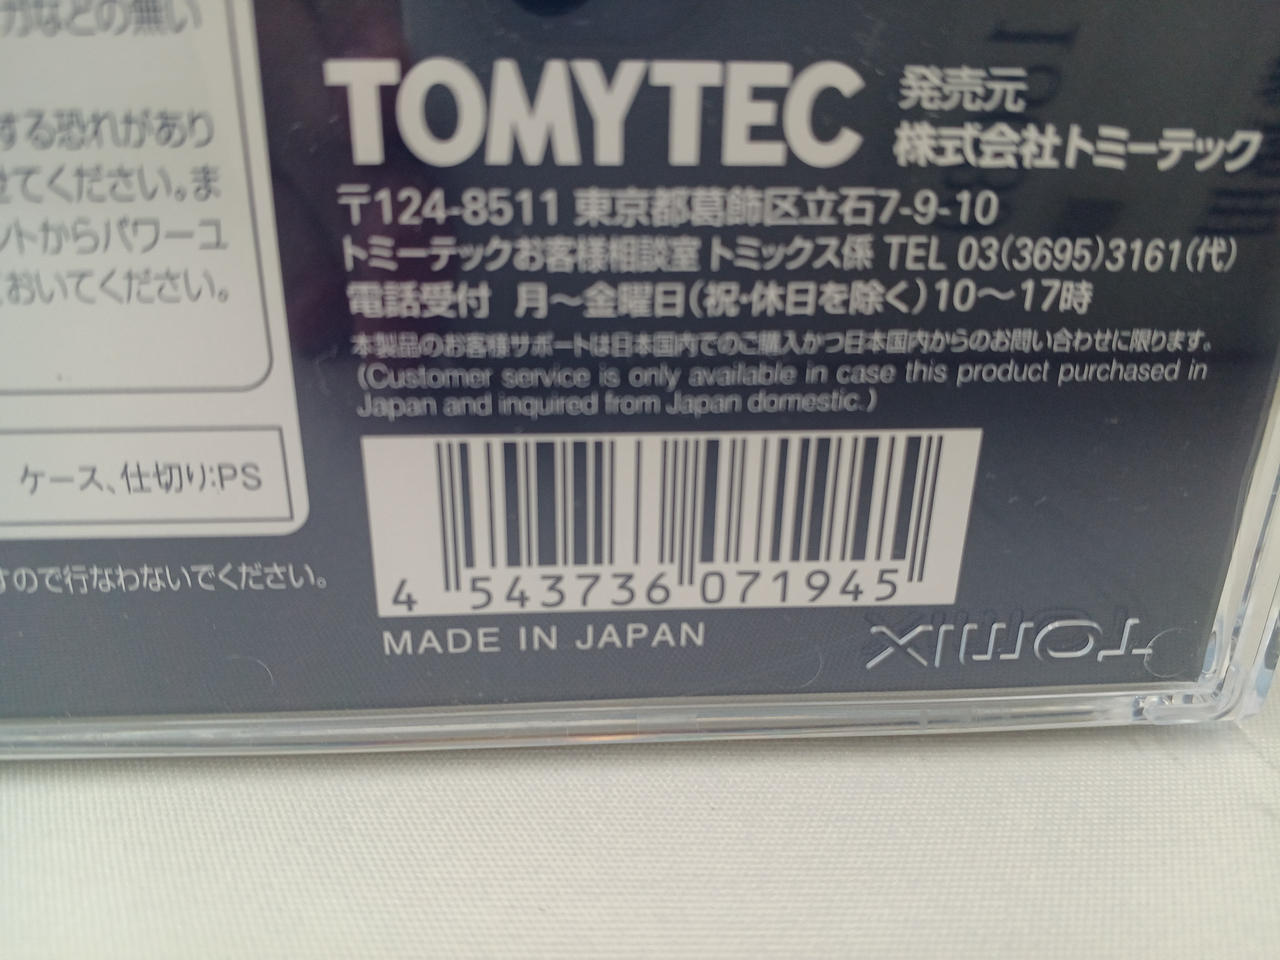 カなどの無い
する恐れがあり
せてください。ま
ントからパワーユ
おいてください。
ケース、仕切り:PS
すので行なわないでください。
TOMYTEC
発売元
株式会社トミーテック
〒124-8511 東京都葛飾区立石7-9-10
トミーテックお客様相談室 トミックス係 TEL 03(3695)3161(代)
電話受付 月〜金曜日(祝・休日を除く)10〜17時
本製品のお客様サポートは日本国内でのご購入かつ日本国内からのお問い合わせに限ります。
(Customer service is only available in case this product purchased in
Japan and inquired from Japan domestic.)
4 543736 071945
MADE IN JAPAN
TOMIX